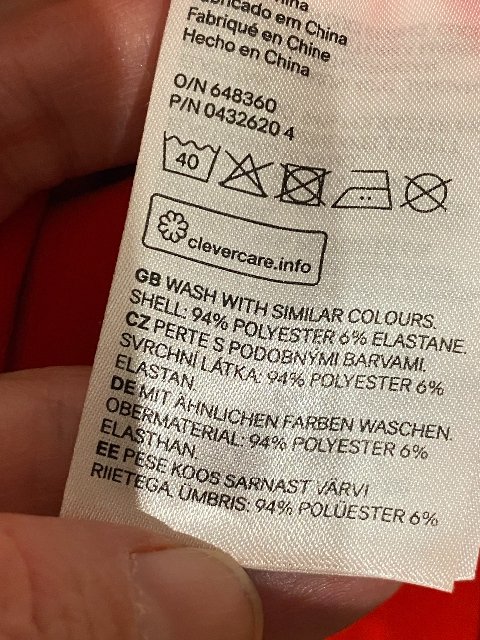 Fabricado em China
Fabriqué en Chine
Hecho en China
O/N 648360
P/N 0432620 4
40
clevercare.info
GB WASH WITH SIMILAR COLOURS.
SHELL: 94% POLYESTER 6% ELASTANE.
CZ PERTE S PODOBNÝMI BARVAMI.
SVRCHNÍ LÁTKA: 94% POLYESTER 6%
ELASTAN.
DE MIT ÄHNLICHEN FARBEN WASCHEN.
OBERMATERIAL: 94% POLYESTER 6%
ELASTHAN.
EE PESE KOOS SARNAST VÄRVI
RIIETEGA. ÜMBRIS: 94% POLÜESTER 6%